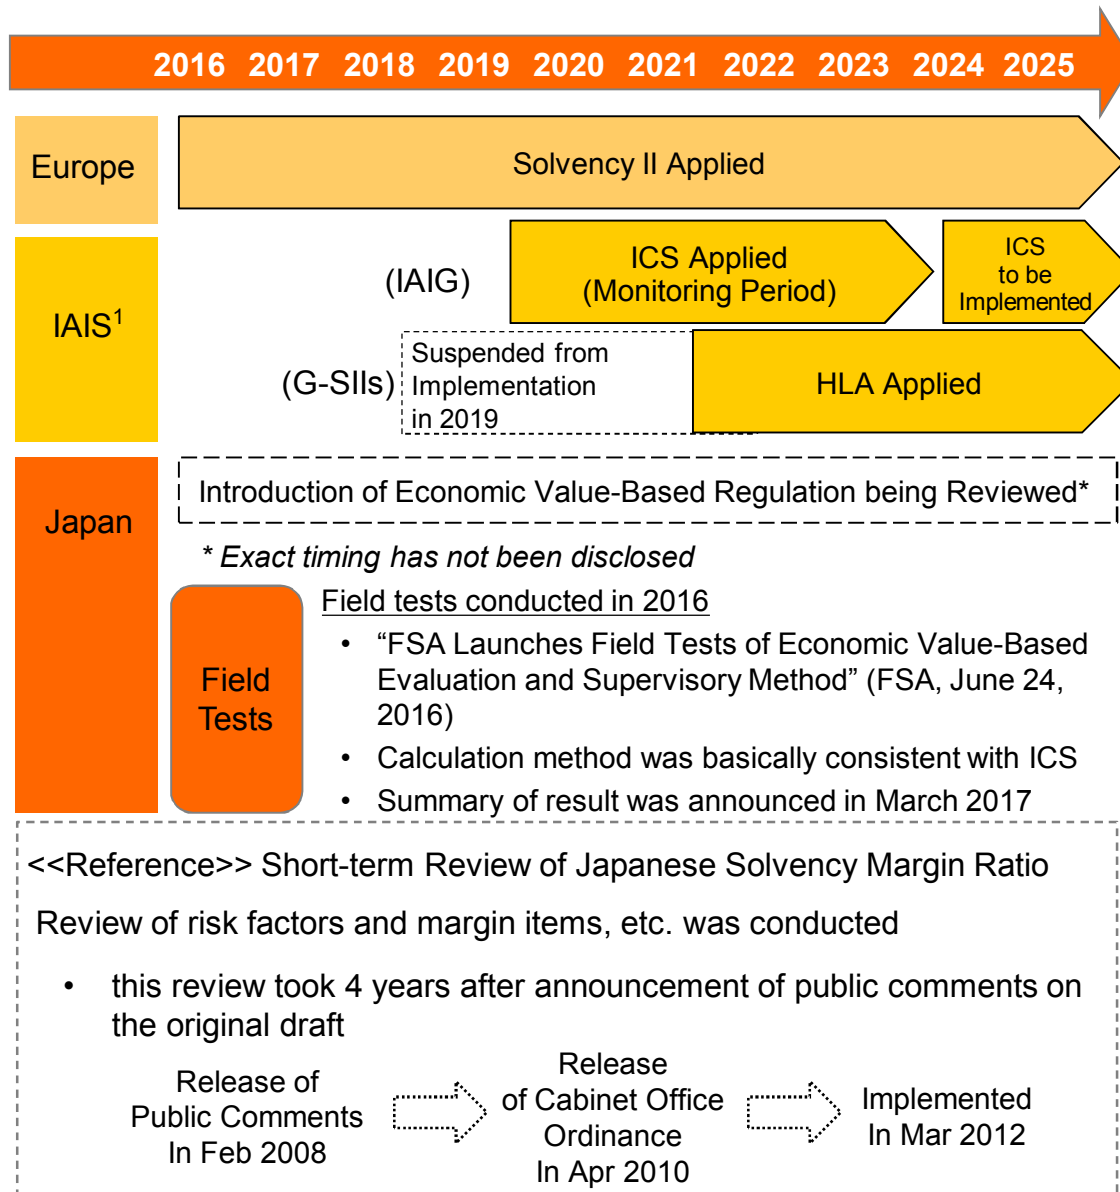 2016 2017 2018 2019 2020 2021 2022 2023 2024 2025
Europe
Solvency II Applied
IAIS1
(IAIG)
ICS Applied
(Monitoring Period)
ICS
to be
Implemented
(G-SIIs)
Suspended from
Implementation
in 2019
HLA Applied
Japan
Introduction of Economic Value-Based Regulation being Reviewed*
* Exact timing has not been disclosed
Field
Tests
Field tests conducted in 2016
• “FSA Launches Field Tests of Economic Value-Based
Evaluation and Supervisory Method” (FSA, June 24,
2016)
• Calculation method was basically consistent with ICS
• Summary of result was announced in March 2017
<<Reference>> Short-term Review of Japanese Solvency Margin Ratio
Review of risk factors and margin items, etc. was conducted
• this review took 4 years after announcement of public comments on
the original draft
Release of
Public Comments
In Feb 2008
Release
of Cabinet Office
Ordinance
In Apr 2010
Implemented
In Mar 2012